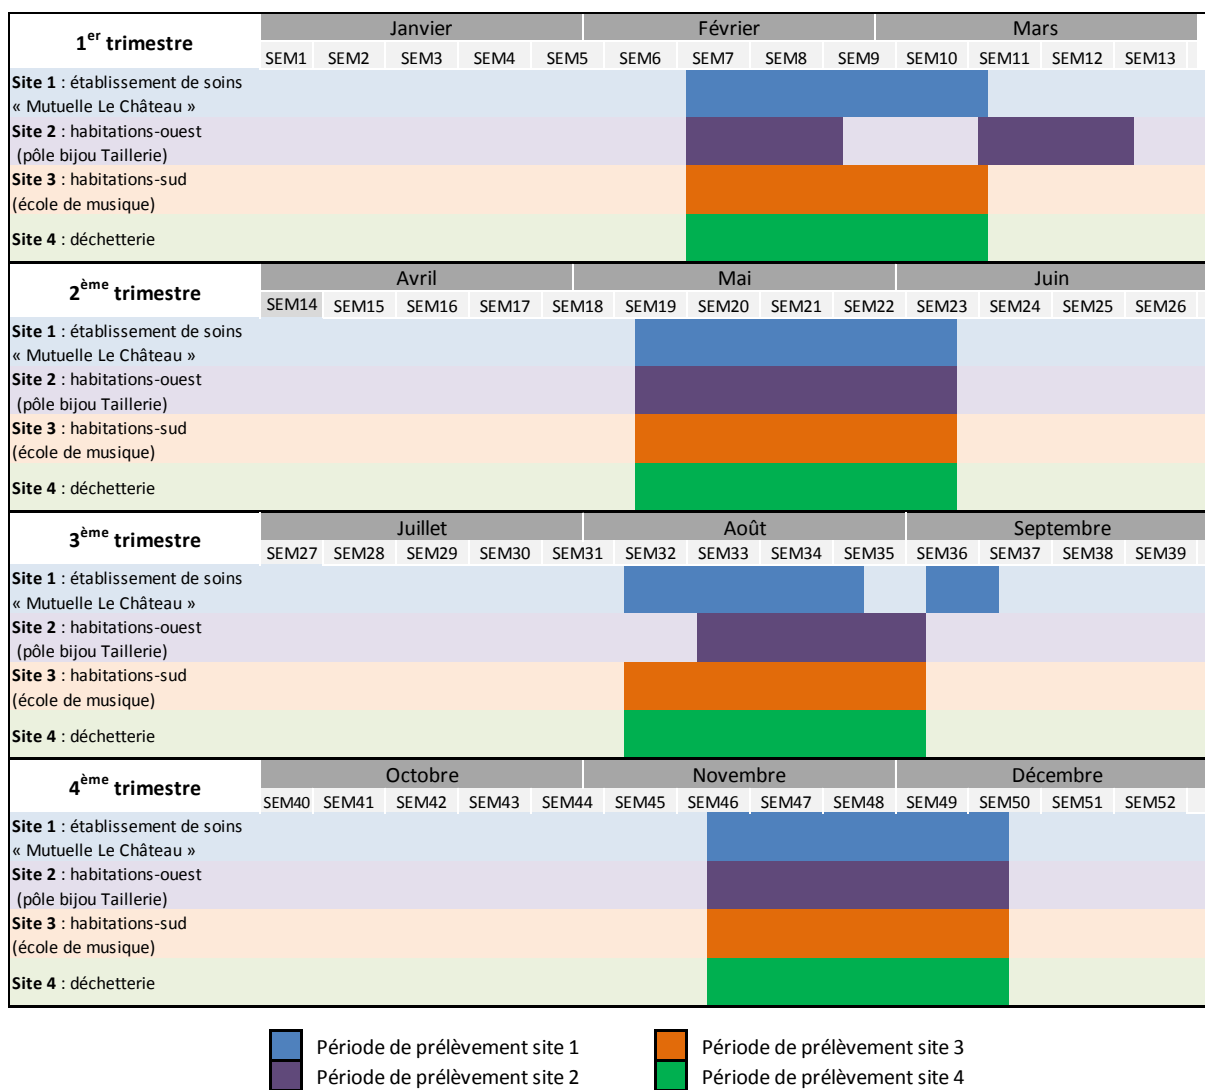 1er trimestre
Janvier Février Mars
SEM1 SEM2 SEM3 SEM4 SEM5 SEM6 SEM7 SEM8 SEM9 SEM10 SEM11 SEM12 SEM13
Site 1 : établissement de soins
« Mutuelle Le Château »
Site 2 : habitations-ouest
(pôle bijou Taillerie)
Site 3 : habitations-sud
(école de musique)
Site 4 : déchetterie
2ème trimestre
Avril Mai Juin
SEM14 SEM15 SEM16 SEM17 SEM18 SEM19 SEM20 SEM21 SEM22 SEM23 SEM24 SEM25 SEM26
Site 1 : établissement de soins
« Mutuelle Le Château »
Site 2 : habitations-ouest
(pôle bijou Taillerie)
Site 3 : habitations-sud
(école de musique)
Site 4 : déchetterie
3ème trimestre
Juillet Août Septembre
SEM27 SEM28 SEM29 SEM30 SEM31 SEM32 SEM33 SEM34 SEM35 SEM36 SEM37 SEM38 SEM39
Site 1 : établissement de soins
« Mutuelle Le Château »
Site 2 : habitations-ouest
(pôle bijou Taillerie)
Site 3 : habitations-sud
(école de musique)
Site 4 : déchetterie
4ème trimestre
Octobre Novembre Décembre
SEM40 SEM41 SEM42 SEM43 SEM44 SEM45 SEM46 SEM47 SEM48 SEM49 SEM50 SEM51 SEM52
Site 1 : établissement de soins
« Mutuelle Le Château »
Site 2 : habitations-ouest
(pôle bijou Taillerie)
Site 3 : habitations-sud
(école de musique)
Site 4 : déchetterie
Période de prélèvement site 1 Période de prélèvement site 3
Période de prélèvement site 2 Période de prélèvement site 4